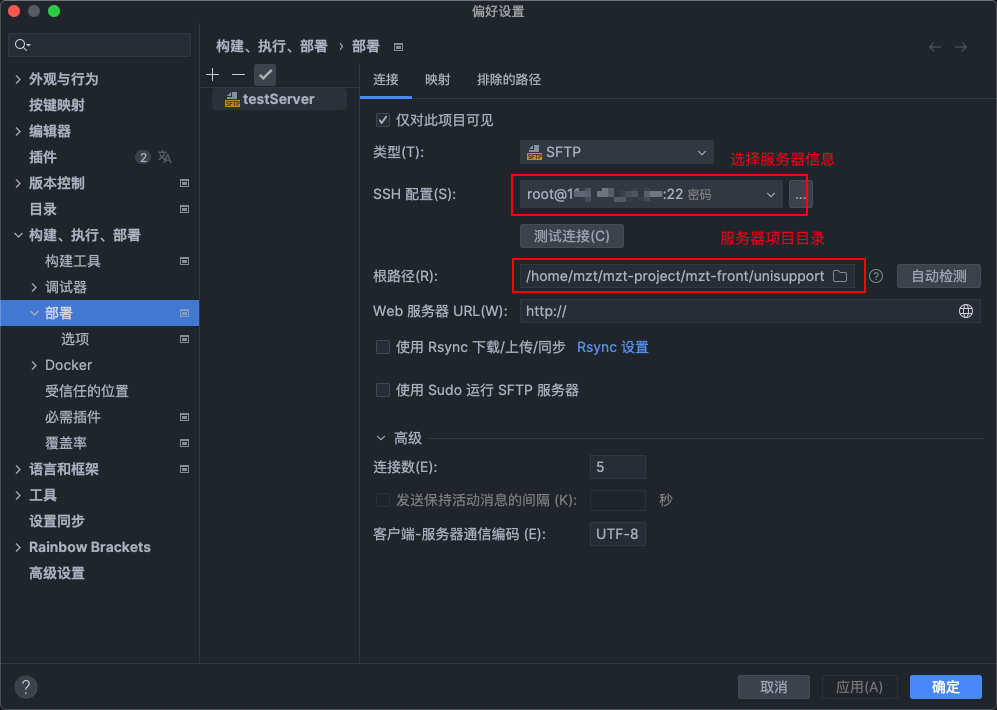 偏好设置
外观与行为
按键映射
编辑器
插件 2
版本控制
目录
构建、执行、部署
构建工具
调试器
部署
选项
Docker
受信任的位置
必需插件
覆盖率
语言和框架
工具
设置同步
Rainbow Brackets
高级设置
构建、执行、部署 › 部署
SFTP testServer
连接 映射 排除的路径
仅对此项目可见
类型(T): SFTP SFTP
选择服务器信息
SSH 配置(S): :22 密码 ...
测试连接(C)
服务器项目目录
根路径(R): /home/mzt/mzt-project/mzt-front/unisupport ? 自动检测
Web 服务器 URL(W): http://
使用 Rsync 下载/上传/同步 Rsync 设置
使用 Sudo 运行 SFTP 服务器
高级
连接数(E): 5
发送保持活动消息的间隔 (K): 秒
客户端-服务器通信编码 (E): UTF-8
? 取消 应用(A) 确定